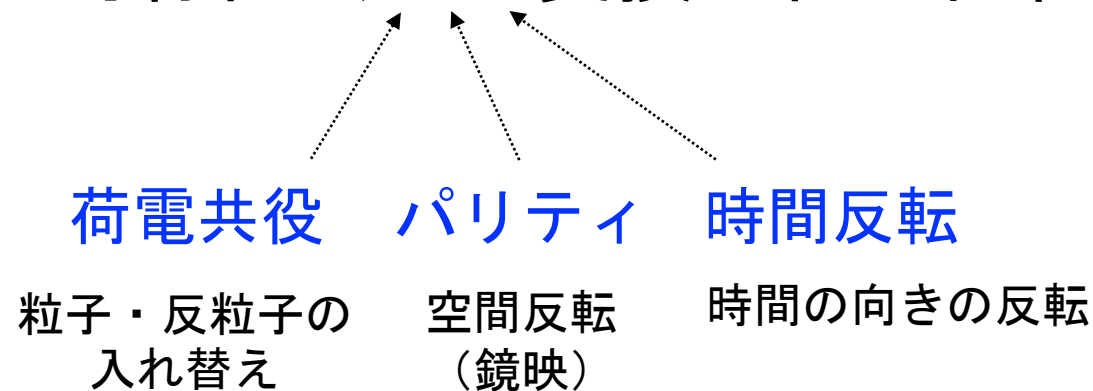 荷電共役 パリティ 時間反転
粒子・反粒子の 空間反転 時間の向きの反転
入れ替え （鏡映）